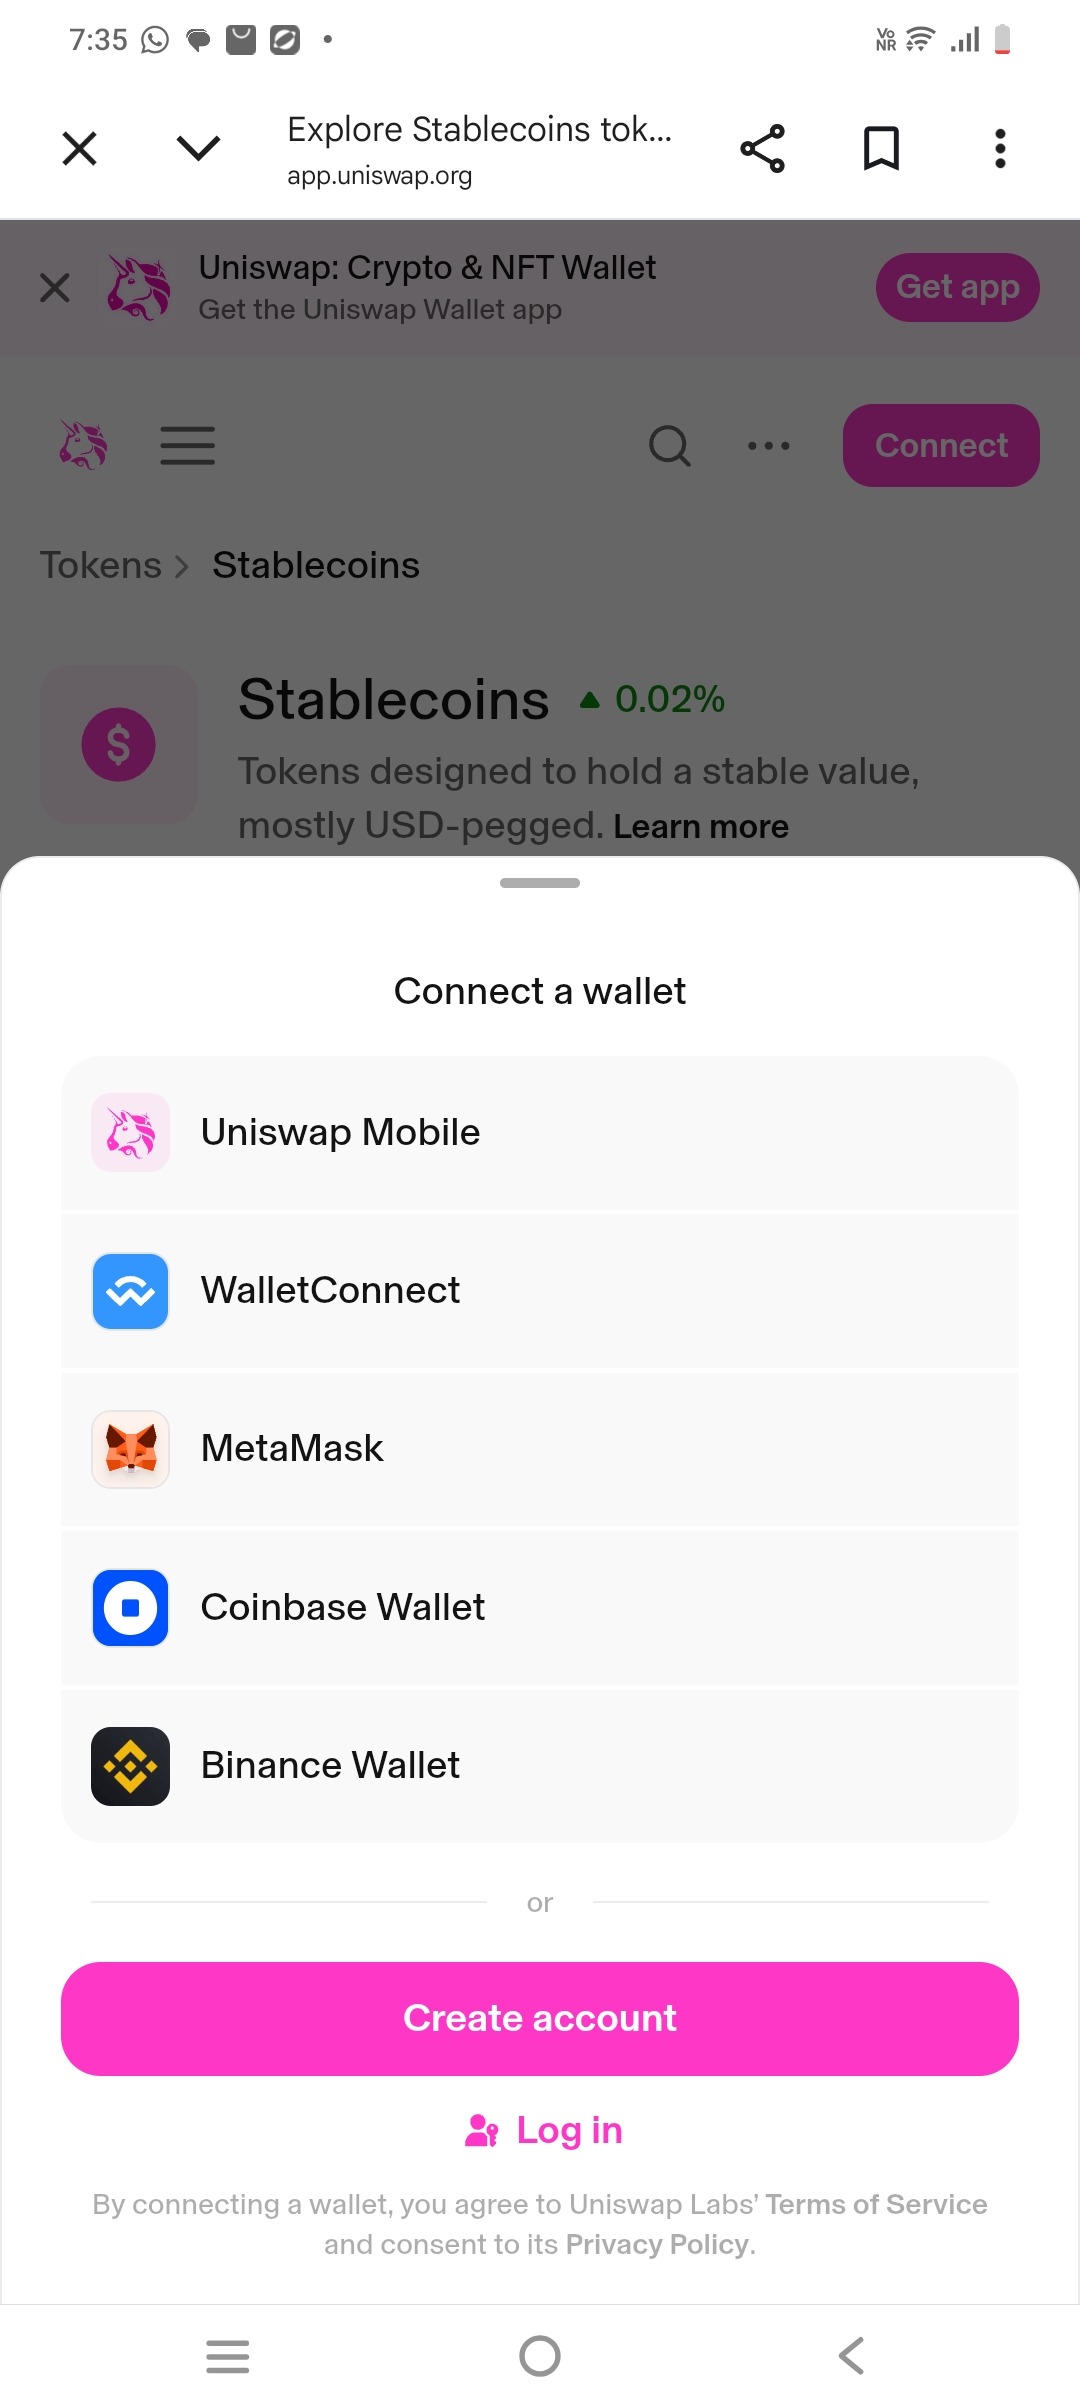 7:35
Vo
NR
Explore Stablecoins tok...
app.uniswap.org
Uniswap: Crypto & NFT Wallet
Get the Uniswap Wallet app
Get app
Connect
Tokens > Stablecoins
Stablecoins ▲ 0.02%
Tokens designed to hold a stable value,
mostly USD-pegged. Learn more
Connect a wallet
Uniswap Mobile
WalletConnect
MetaMask
Coinbase Wallet
Binance Wallet
or
Create account
Log in
By connecting a wallet, you agree to Uniswap Labs’ Terms of Service
and consent to its Privacy Policy.